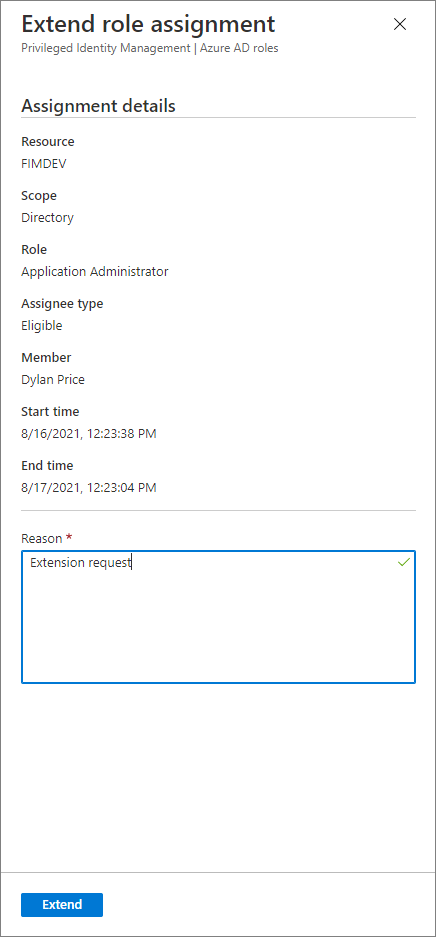 Extend role assignment
Privileged Identity Management | Azure AD roles
Assignment details
Resource
FIMDEV
Scope
Directory
Role
Application Administrator
Assignee type
Eligible
Member
Dylan Price
Start time
8/16/2021, 12:23:38 PM
End time
8/17/2021, 12:23:04 PM
Reason *
Extension request
Extend